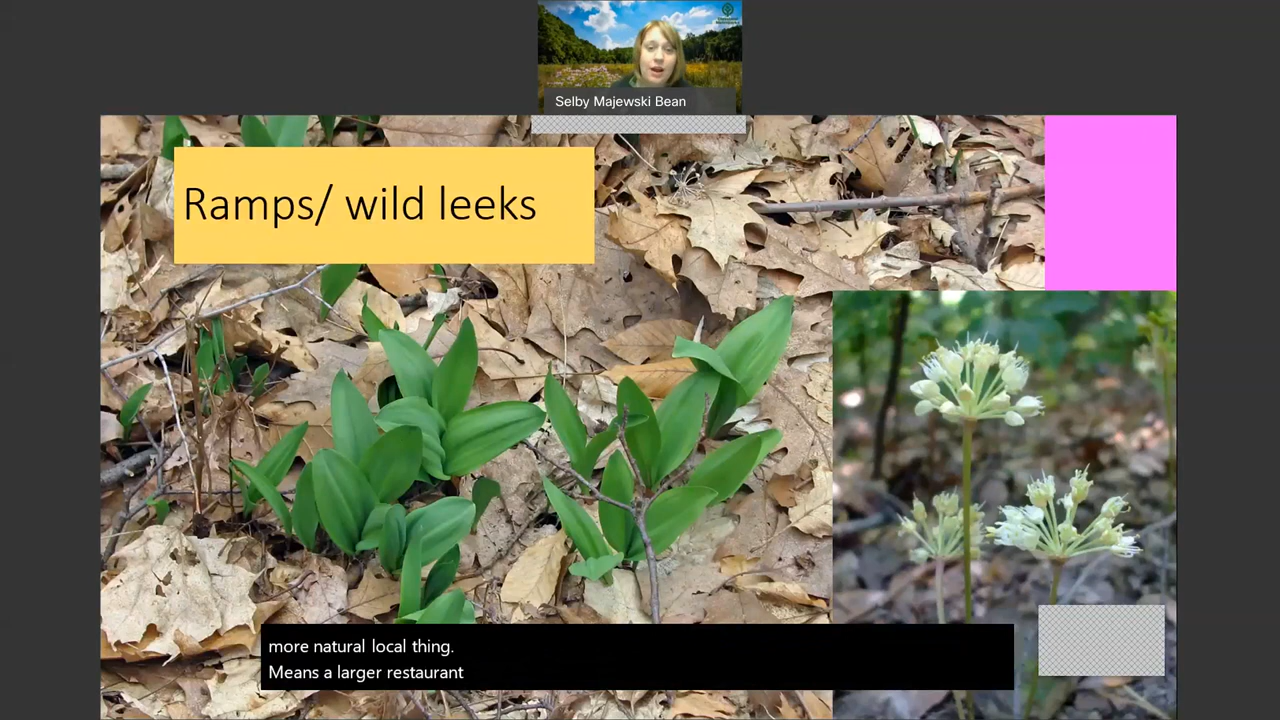 Selby Majewski Bean
Ramps/ wild leeks
more natural local thing.
Means a larger restaurant